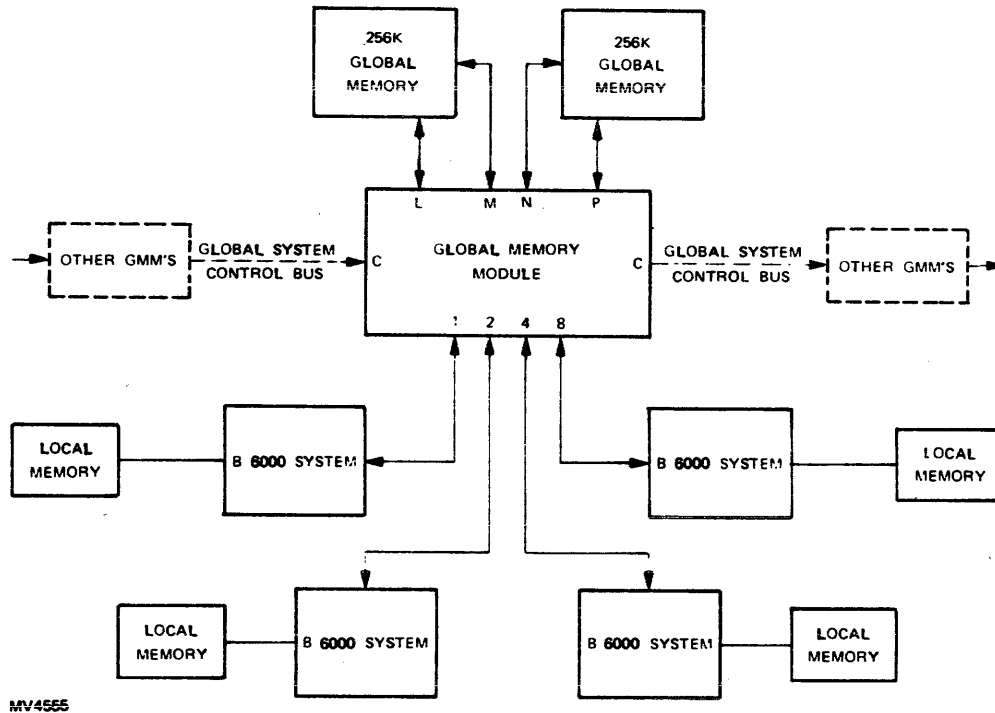 256K
GLOBAL
MEMORY
256K
GLOBAL
MEMORY
L M N P
OTHER GMM'S
GLOBAL SYSTEM
CONTROL BUS
C
GLOBAL MEMORY
MODULE
C
GLOBAL SYSTEM
CONTROL BUS
OTHER GMM'S
1 2 4 8
LOCAL
MEMORY
B 6000 SYSTEM
B 6000 SYSTEM
LOCAL
MEMORY
LOCAL
MEMORY
B 6000 SYSTEM
B 6000 SYSTEM
LOCAL
MEMORY
MV4555